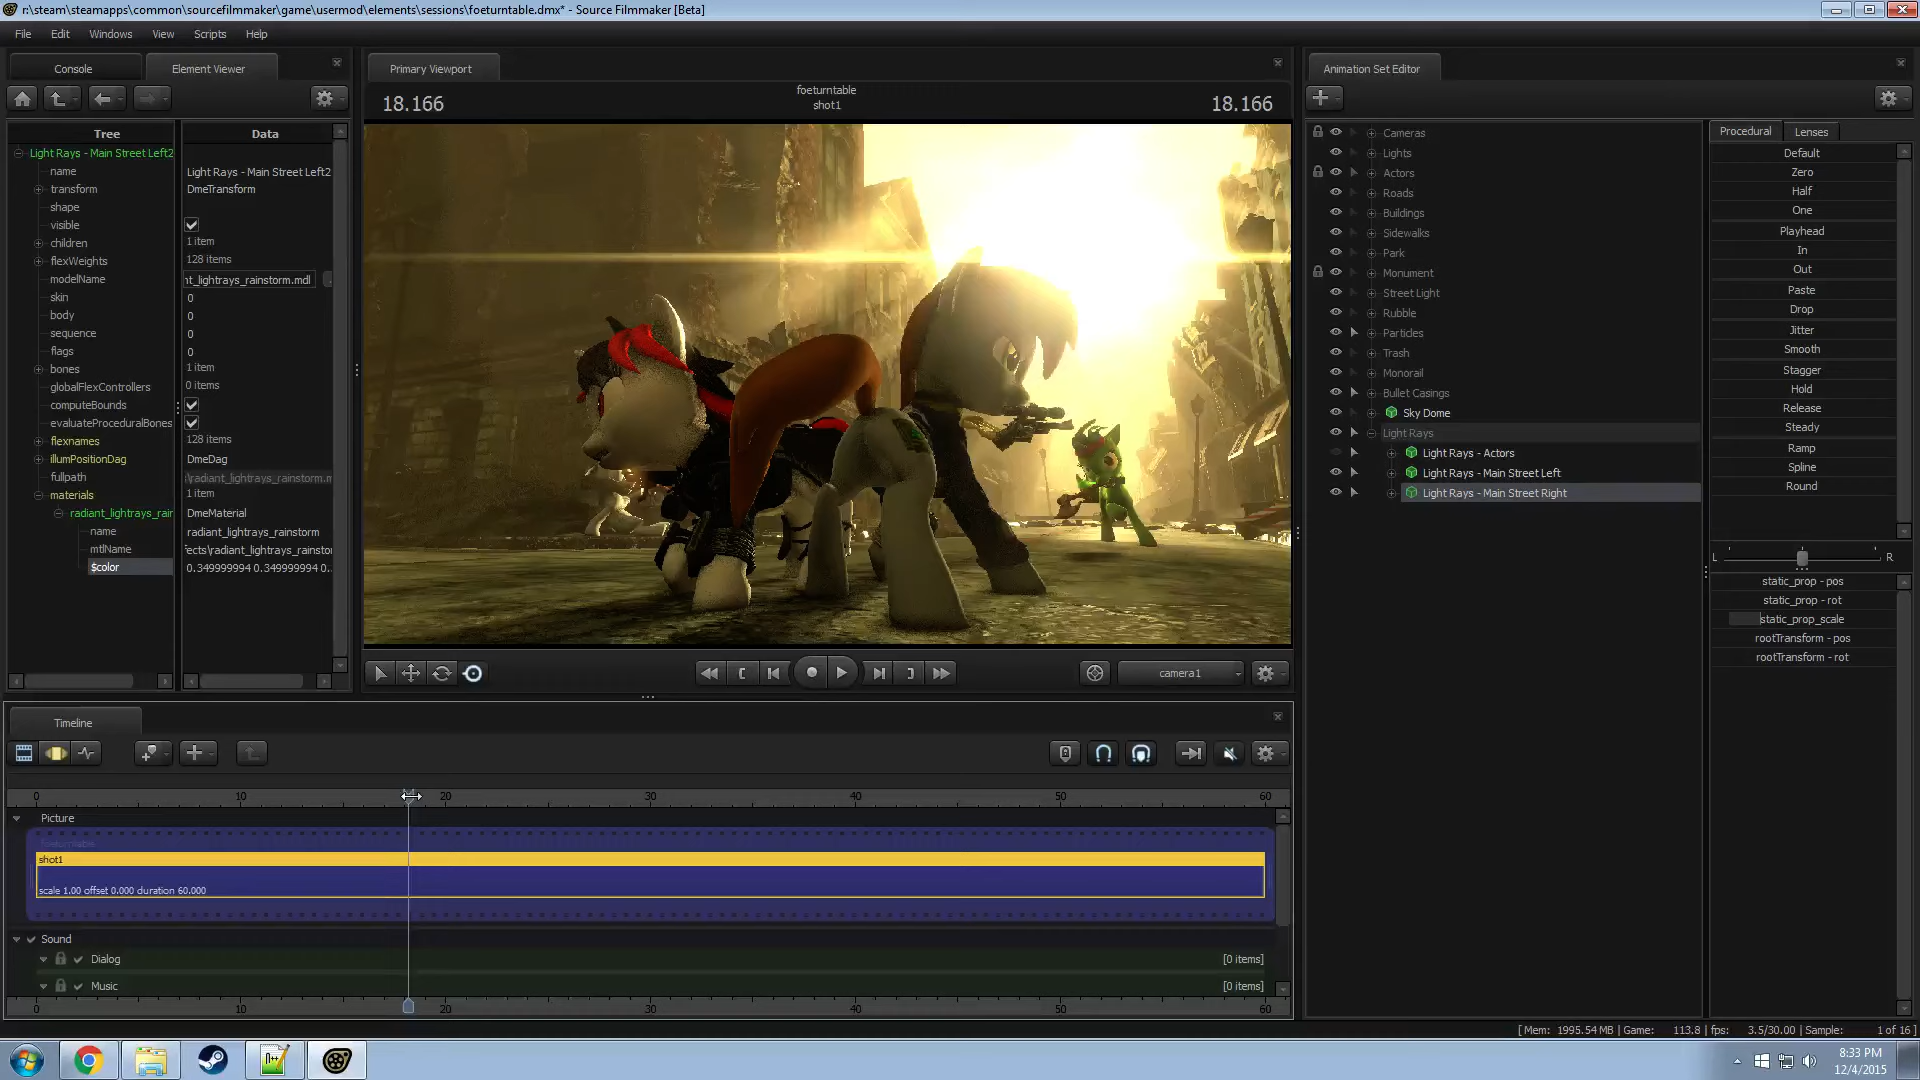 r:\steam\steamapps\common\sourcefilmmaker\game\usermod\elements\sessions\foeturntable.dmx* - Source Filmmaker [Beta]
File Edit Windows View Scripts Help
Console
Element Viewer
Tree
Data
Light Rays - Main Street Left2
name
Light Rays - Main Street Left2
transform
DmeTransform
shape
visible
children
1 item
flexWeights
128 items
modelName
nt_lightrays_rainstorm.mdl
skin
0
body
0
sequence
0
flags
0
bones
1 item
globalFlexControllers
0 items
computeBounds
evaluateProceduralBones
flexnames
128 items
illumPositionDag
DmeDag
fullpath
\radiant_lightrays_rainstorm.m
materials
1 item
radiant_lightrays_rair
DmeMaterial
name
radiant_lightrays_rainstorm
mtlName
ects\radiant_lightrays_rainstor
$color
0.349999994 0.349999994 0.
Primary Viewport
18.166
foeturntable
shot1
18.166
camera1
Animation Set Editor
Cameras
Lights
Actors
Roads
Buildings
Sidewalks
Park
Monument
Street Light
Rubble
Particles
Trash
Monorail
Bullet Casings
Sky Dome
Light Rays
Light Rays - Actors
Light Rays - Main Street Left
Light Rays - Main Street Right
Procedural
Lenses
Default
Zero
Half
One
Playhead
In
Out
Paste
Drop
Jitter
Smooth
Stagger
Hold
Release
Steady
Ramp
Spline
Round
L R
static_prop - pos
static_prop - rot
static_prop_scale
rootTransform - pos
rootTransform - rot
Timeline
0 10 20 30 40 50 60
Picture
foeturntable
shot1
scale 1.00 offset 0.000 duration 60.000
Sound
Dialog
[0 items]
Music
[0 items]
0 10 20 30 40 50 60
[ Mem: 1995.54 MB | Game: 113.8 | fps: 3.5/30.00 | Sample: 1 of 16 ]
8:33 PM
12/4/2015